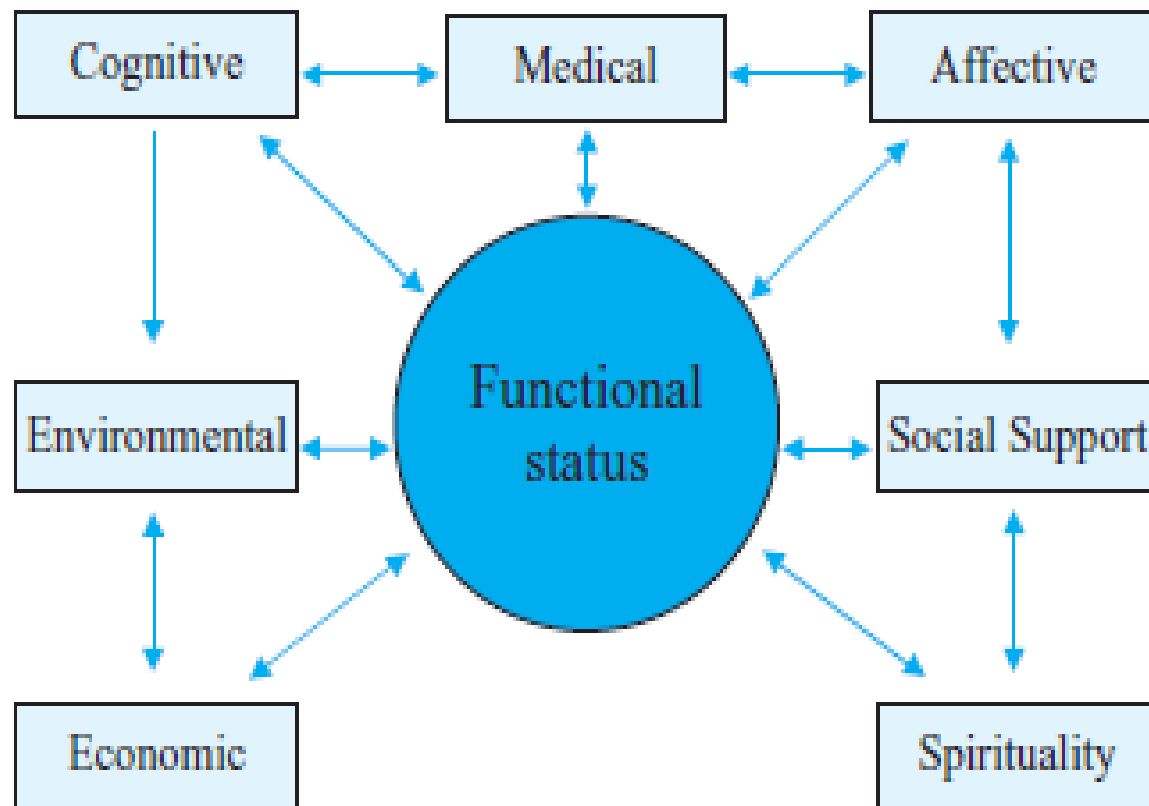 Cognitive
Medical
Affective
Functional
status
Environmental
Social Support
Economic
Spirituality